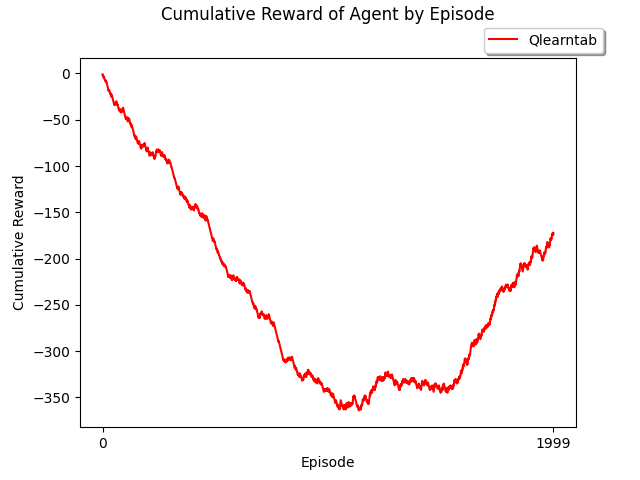 Cumulative Reward of Agent by Episode
Qlearntab
0
−50
−100
−150
−200
−250
−300
−350
Cumulative Reward
0
1999
Episode